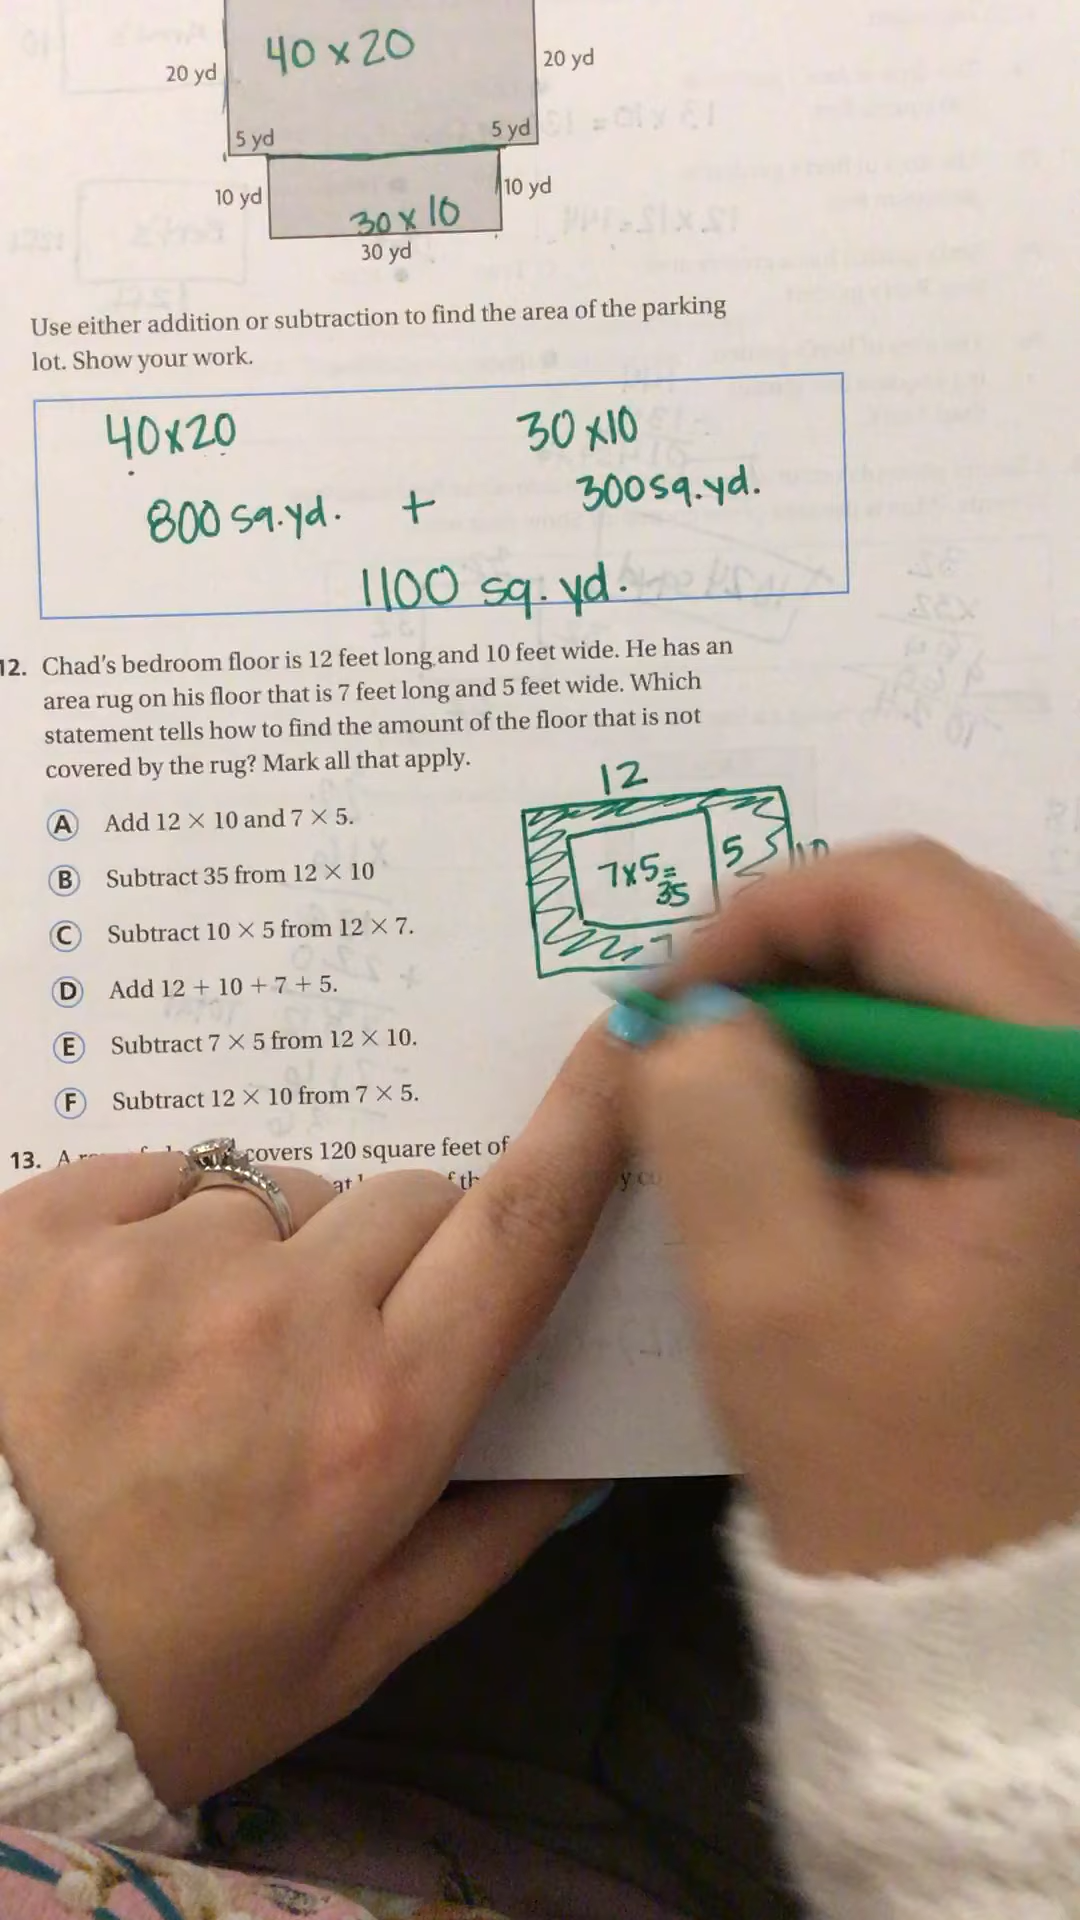 40 x 20
20 yd
20 yd
5 yd
5 yd
10 yd
10 yd
30 x 10
30 yd
Use either addition or subtraction to find the area of the parking
lot. Show your work.
40x20
30 x10
800 sq.yd. +
300 sq.yd.
1100 sq. yd.
12. Chad's bedroom floor is 12 feet long and 10 feet wide. He has an
area rug on his floor that is 7 feet long and 5 feet wide. Which
statement tells how to find the amount of the floor that is not
covered by the rug? Mark all that apply.
12
7x5=
35
5
10
7
A Add 12 × 10 and 7 × 5.
B Subtract 35 from 12 × 10
C Subtract 10 × 5 from 12 × 7.
D Add 12 + 10 + 7 + 5.
E Subtract 7 × 5 from 12 × 10.
F Subtract 12 × 10 from 7 × 5.
13. A covers 120 square feet of